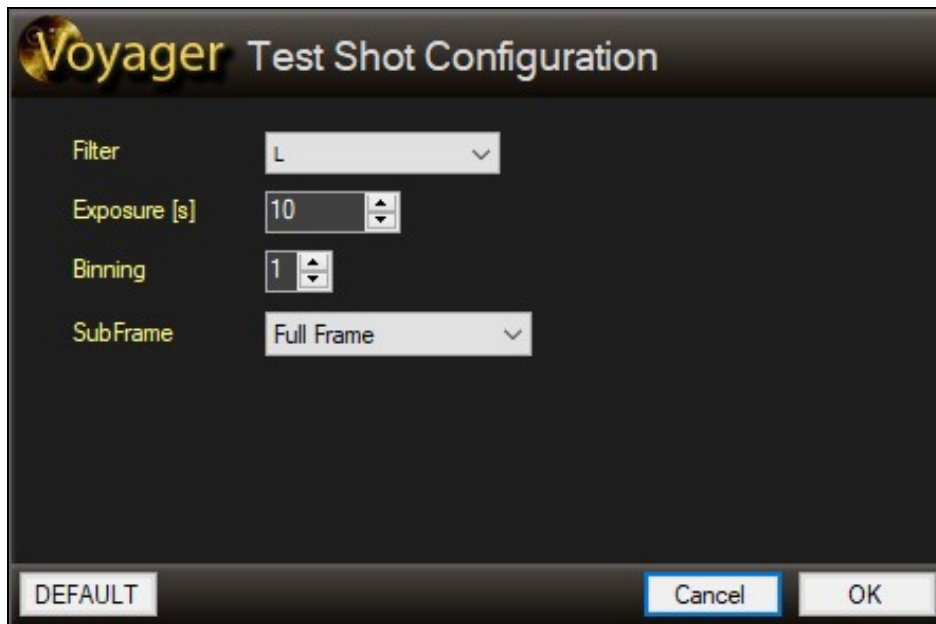 Voyager Test Shot Configuration
Filter L
Exposure [s] 10
Binning 1
SubFrame Full Frame
DEFAULT Cancel OK